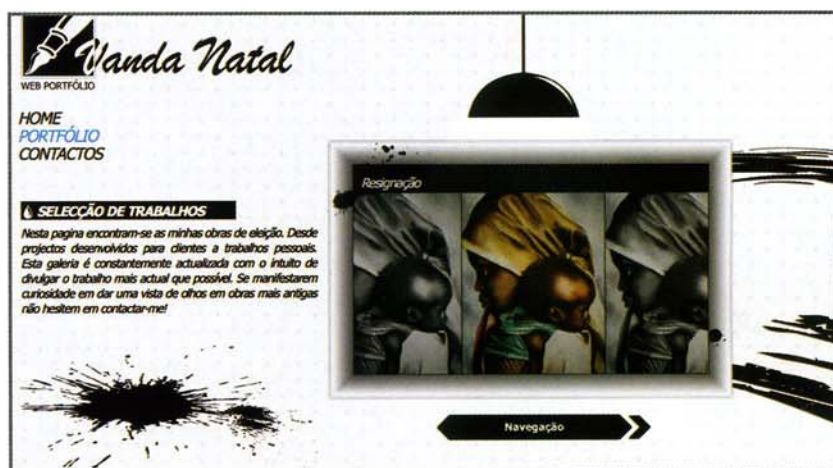 Vanda Natal
WEB PORTFÓLIO
HOME
PORTFÓLIO
CONTACTOS
SELECÇÃO DE TRABALHOS
Nesta pagina encontram-se as minhas obras de eleição. Desde
projectos desenvolvidos para clientes a trabalhos pessoais.
Esta galeria é constantemente actualizada com o intuito de
divulgar o trabalho mais actual que possível. Se manifestarem
curiosidade em dar uma vista de olhos em obras mais antigas
não hesitem em contactar-me!
Resignação
Navegação